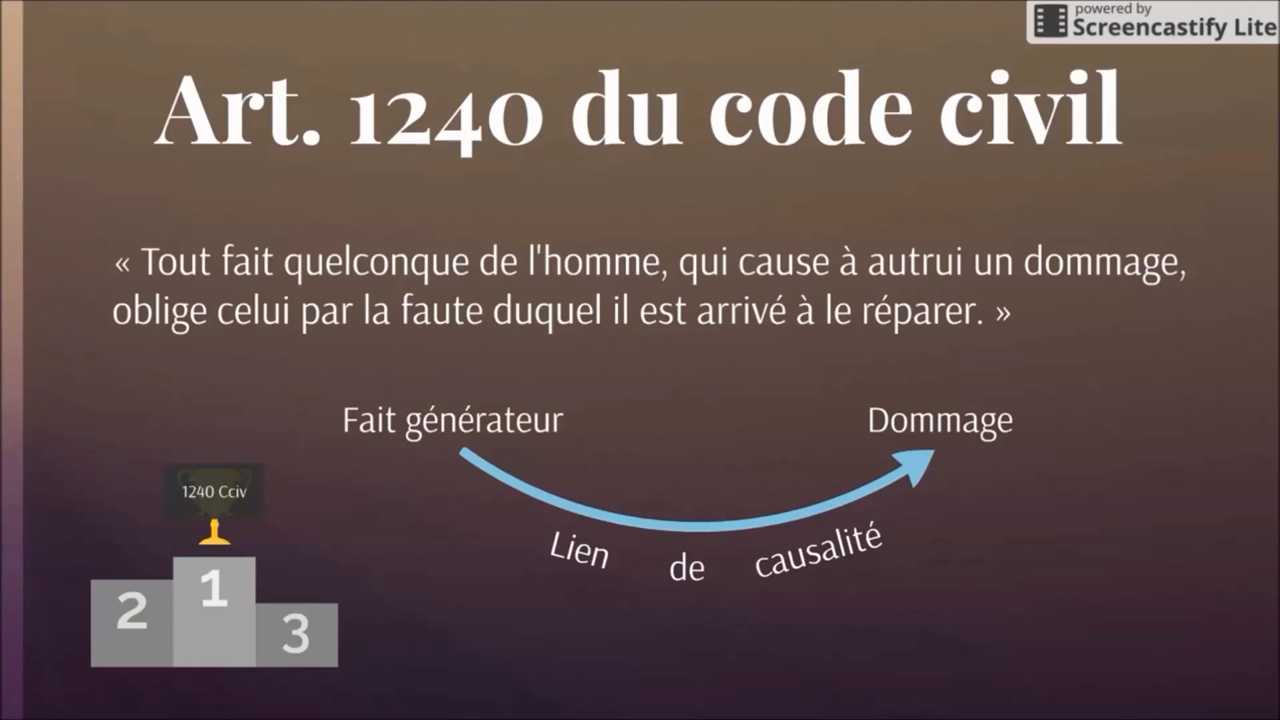 powered by
Screencastify Lite
Art. 1240 du code civil
« Tout fait quelconque de l'homme, qui cause à autrui un dommage,
oblige celui par la faute duquel il est arrivé à le réparer. »
Fait générateur
Dommage
Lien de causalité
1240 Cciv
1
2
3